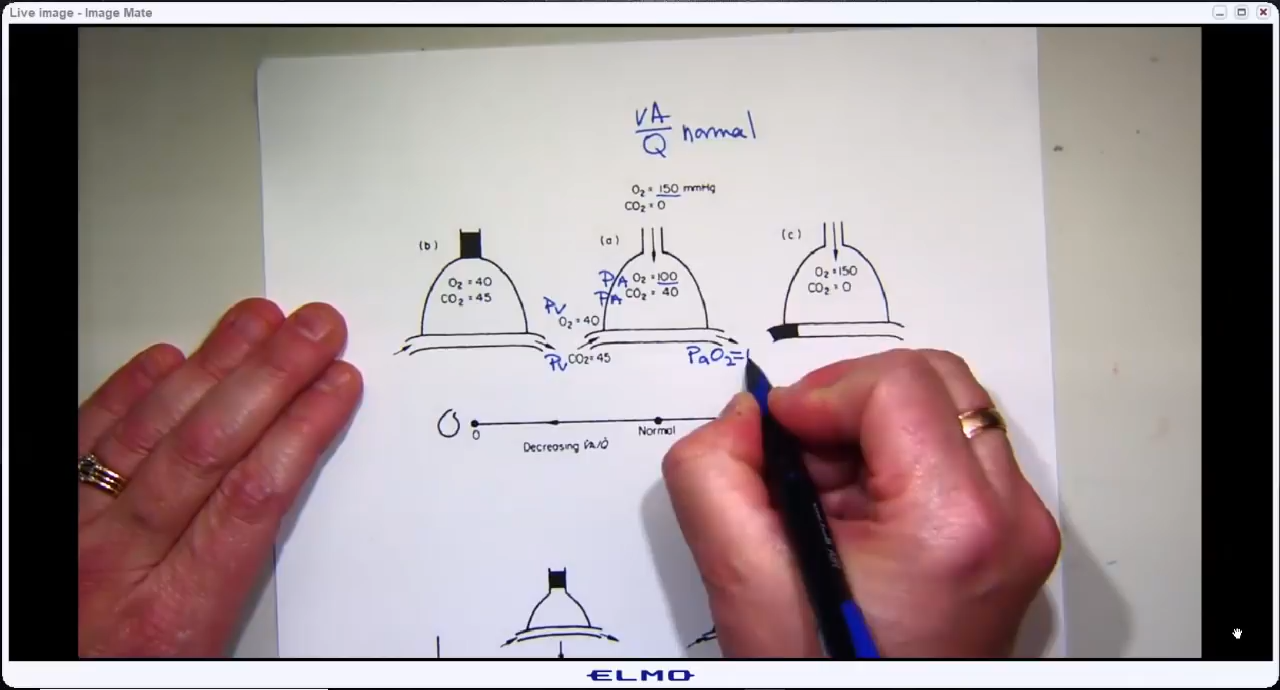 Live image - Image Mate
VA
Q normal
O₂ = 150 mmHg
CO₂ = 0
(b)
(a)
(c)
O₂ = 40
CO₂ = 45
PA O₂ = 100
PA CO₂ = 40
O₂ = 150
CO₂ = 0
Pv
O₂ = 40
Pv CO₂ = 45
PaO₂ =
0
Normal
Decreasing V̇A/Q̇
ELMO